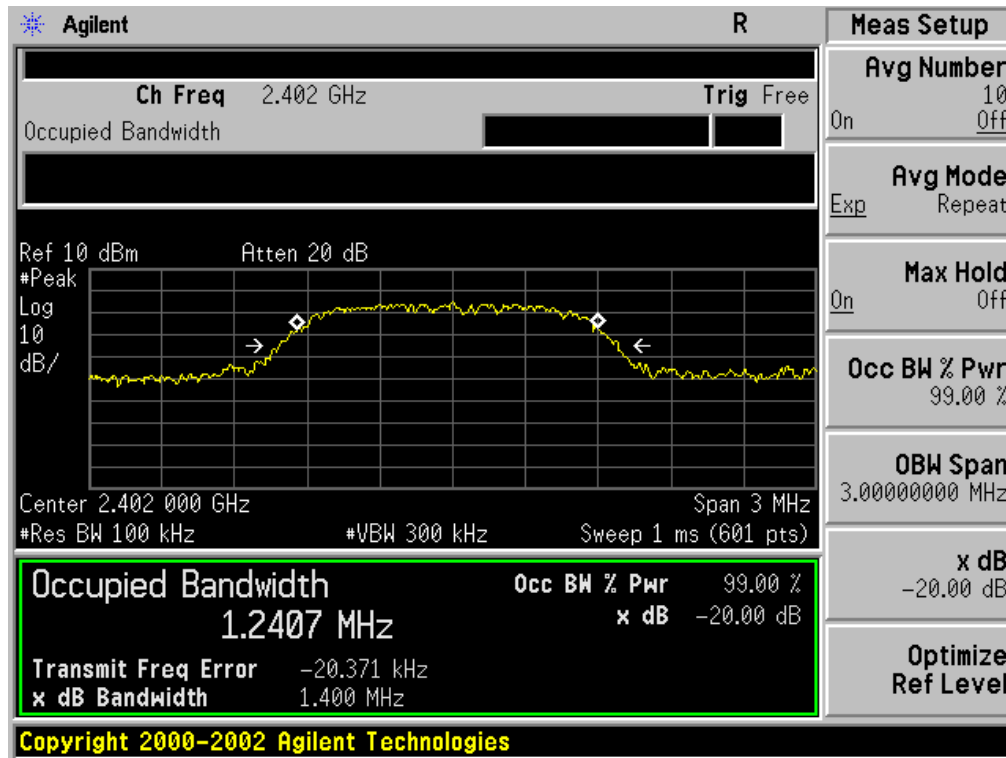 Agilent R Meas Setup
Ch Freq 2.402 GHz Trig Free
Occupied Bandwidth
Ref 10 dBm Atten 20 dB
#Peak
Log
10
dB/
Center 2.402 000 GHz Span 3 MHz
#Res BW 100 kHz #VBW 300 kHz Sweep 1 ms (601 pts)
Occupied Bandwidth Occ BW % Pwr 99.00 %
1.2407 MHz x dB -20.00 dB
Transmit Freq Error -20.371 kHz
x dB Bandwidth 1.400 MHz
Avg Number
10
On Off
Avg Mode
Exp Repeat
Max Hold
On Off
Occ BW % Pwr
99.00 %
OBW Span
3.00000000 MHz
x dB
-20.00 dB
Optimize
Ref Level
Copyright 2000-2002 Agilent Technologies